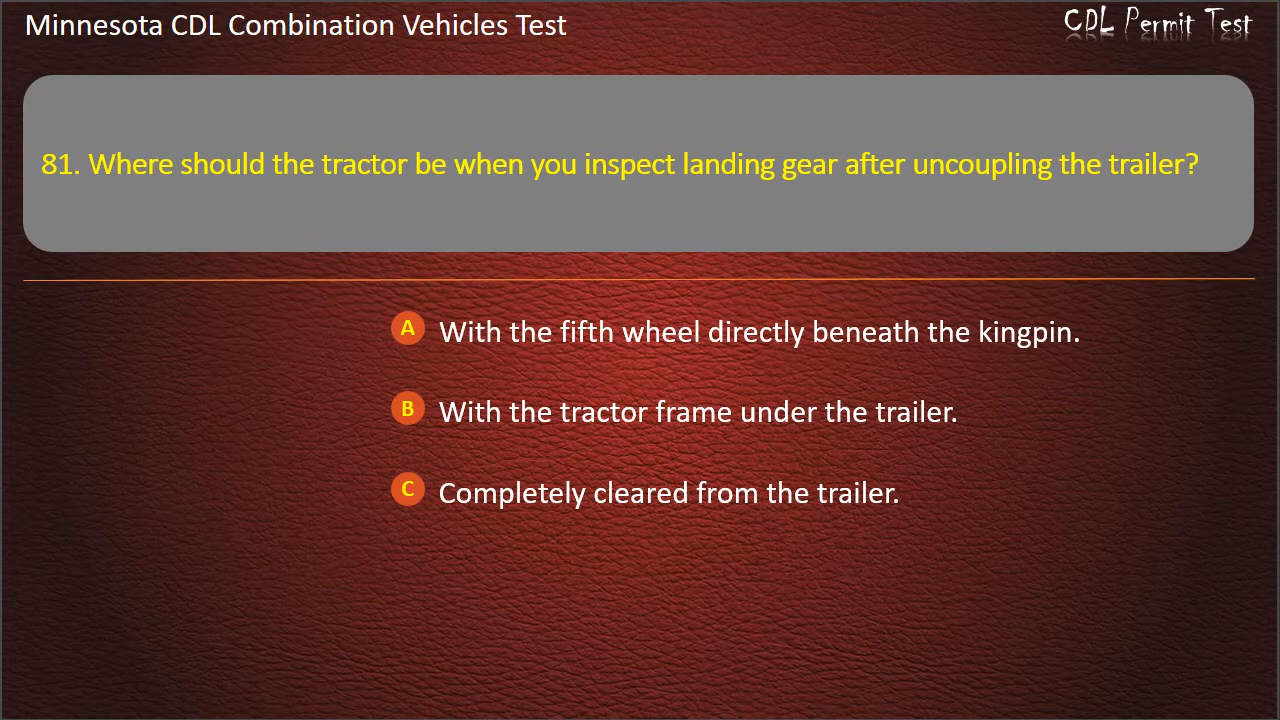 Minnesota CDL Combination Vehicles Test
CDL Permit Test
81. Where should the tractor be when you inspect landing gear after uncoupling the trailer?
A With the fifth wheel directly beneath the kingpin.
B With the tractor frame under the trailer.
C Completely cleared from the trailer.